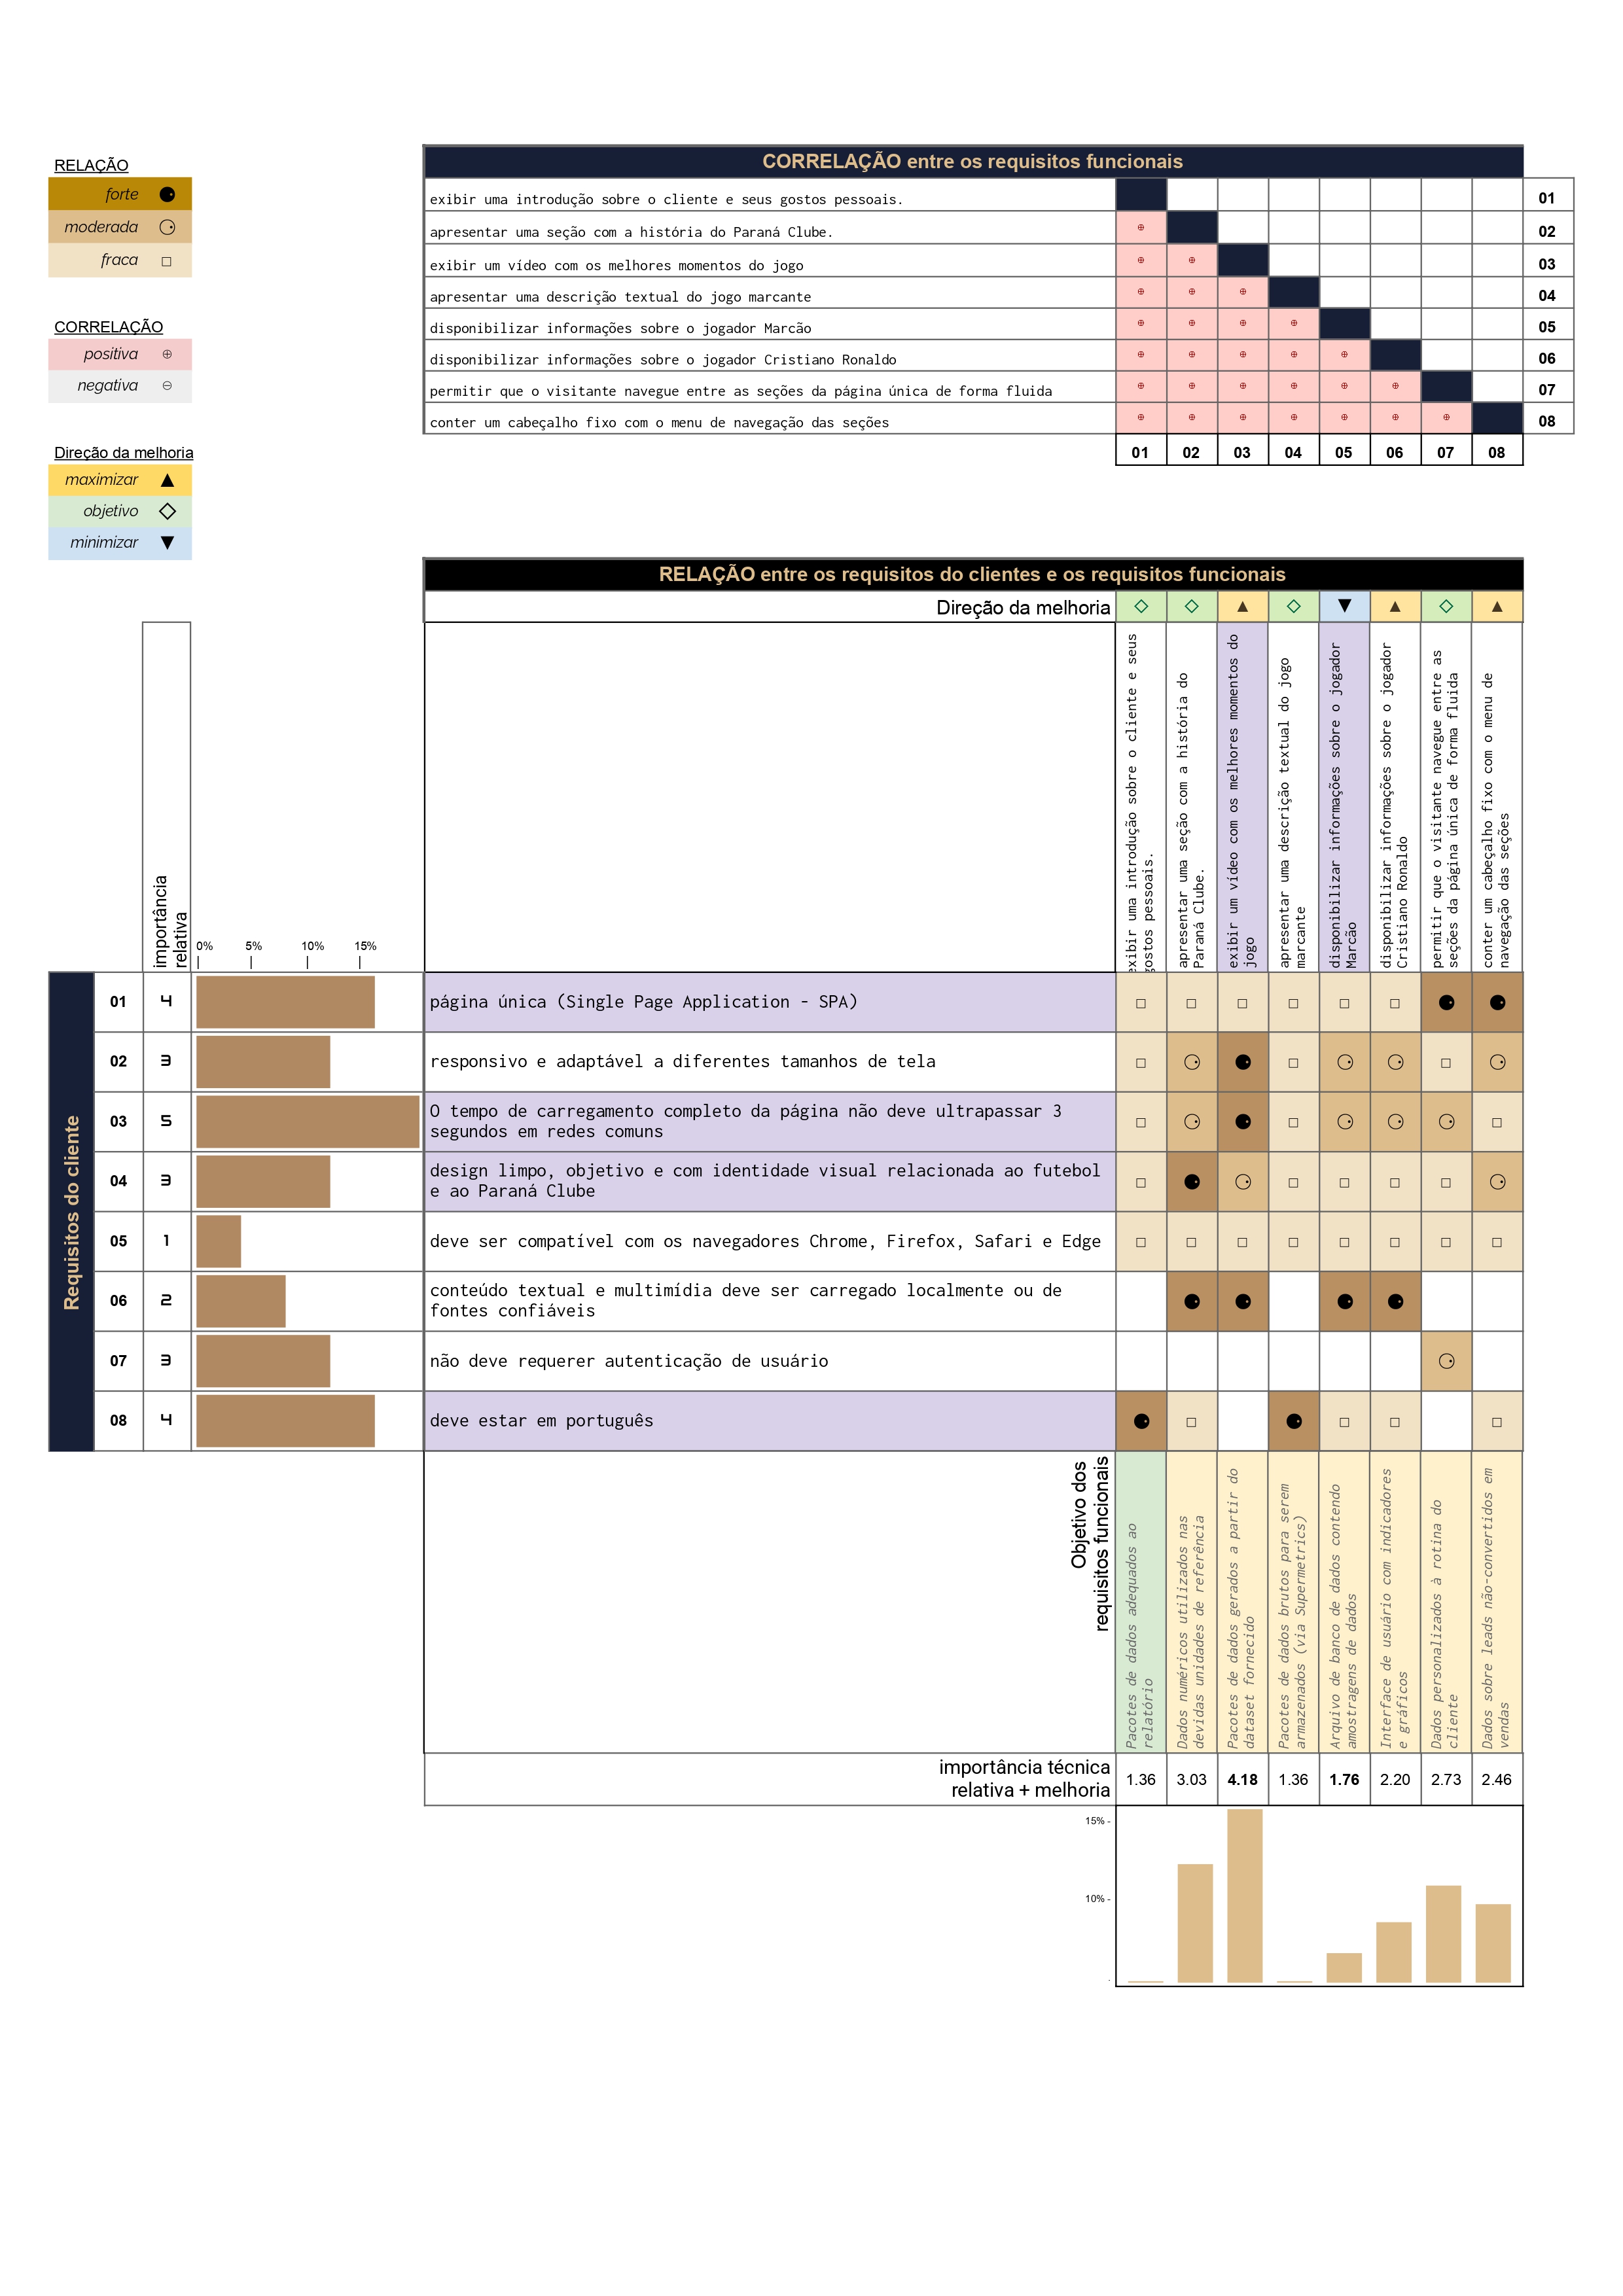 RELAÇÃO
forte
moderada
fraca
CORRELAÇÃO
positiva
negativa
Direção da melhoria
maximizar
objetivo
minimizar
CORRELAÇÃO entre os requisitos funcionais
exibir uma introdução sobre o cliente e seus gostos pessoais. 01
apresentar uma seção com a história do Paraná Clube. 02
exibir um vídeo com os melhores momentos do jogo 03
apresentar uma descrição textual do jogo marcante 04
disponibilizar informações sobre o jogador Marcão 05
disponibilizar informações sobre o jogador Cristiano Ronaldo 06
permitir que o visitante navegue entre as seções da página única de forma fluida 07
conter um cabeçalho fixo com o menu de navegação das seções 08
01 02 03 04 05 06 07 08
RELAÇÃO entre os requisitos do clientes e os requisitos funcionais
Direção da melhoria
exibir uma introdução sobre o cliente e seus
gostos pessoais.
apresentar uma seção com a história do
Paraná Clube.
exibir um vídeo com os melhores momentos do
jogo
apresentar uma descrição textual do jogo
marcante
disponibilizar informações sobre o jogador
Marcão
disponibilizar informações sobre o jogador
Cristiano Ronaldo
permitir que o visitante navegue entre as
seções da página única de forma fluida
conter um cabeçalho fixo com o menu de
navegação das seções
importância
relativa
0% 5% 10% 15%
Requisitos do cliente
01 4 página única (Single Page Application - SPA)
02 3 responsivo e adaptável a diferentes tamanhos de tela
03 5 O tempo de carregamento completo da página não deve ultrapassar 3
segundos em redes comuns
04 3 design limpo, objetivo e com identidade visual relacionada ao futebol
e ao Paraná Clube
05 1 deve ser compatível com os navegadores Chrome, Firefox, Safari e Edge
06 2 conteúdo textual e multimídia deve ser carregado localmente ou de
fontes confiáveis
07 3 não deve requerer autenticação de usuário
08 4 deve estar em português
Objetivo dos
requisitos funcionais
Pacotes de dados adequados ao
relatório
Dados numéricos utilizados nas
devidas unidades de referência
Pacotes de dados gerados a partir do
dataset fornecido
Pacotes de dados brutos para serem
armazenados (via Supermetrics)
Arquivo de banco de dados contendo
amostragens de dados
Interface de usuário com indicadores
e gráficos
Dados personalizados à rotina do
cliente
Dados sobre leads não-convertidos em
vendas
importância técnica
relativa + melhoria
1.36 3.03 4.18 1.36 1.76 2.20 2.73 2.46
15% -
10% -